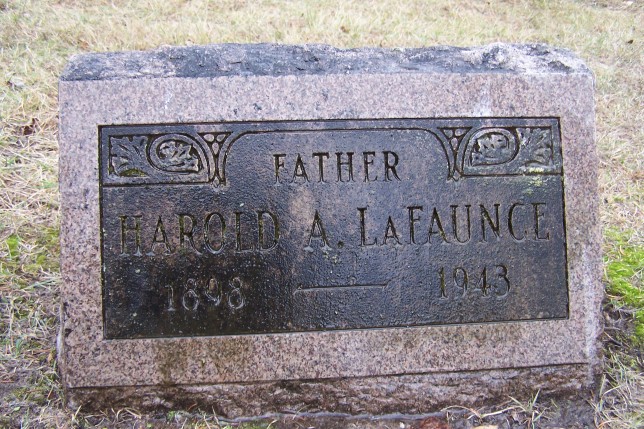 FATHER
HAROLD A. LAFAUNCE
1898 — 1943